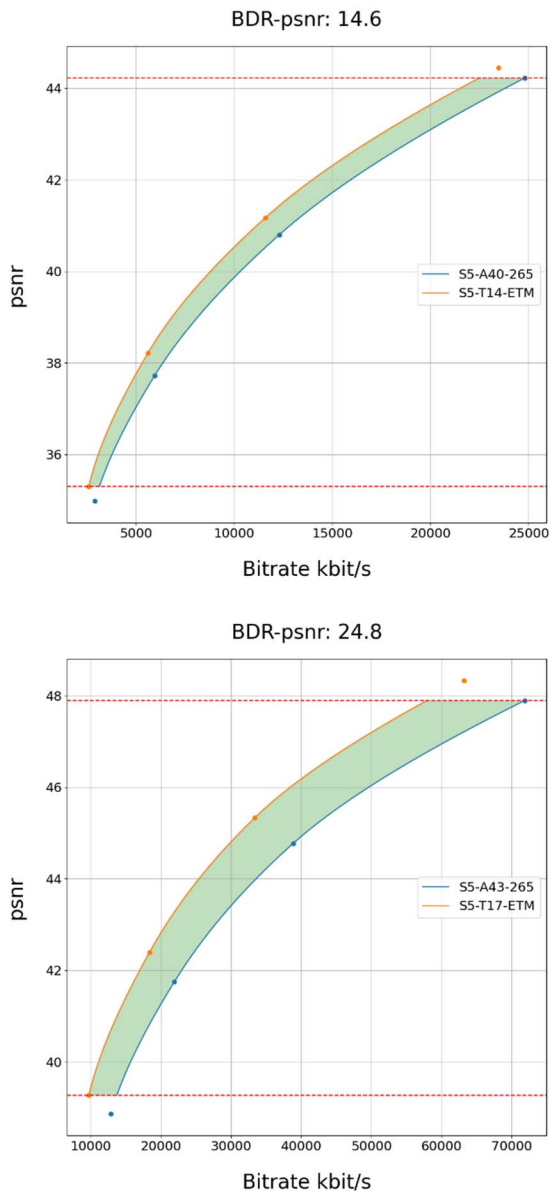 BDR-psnr: 14.6
44
42
40
38
36
psnr
S5-A40-265
S5-T14-ETM
5000 10000 15000 20000 25000
Bitrate kbit/s
BDR-psnr: 24.8
48
46
44
42
40
psnr
S5-A43-265
S5-T17-ETM
10000 20000 30000 40000 50000 60000 70000
Bitrate kbit/s